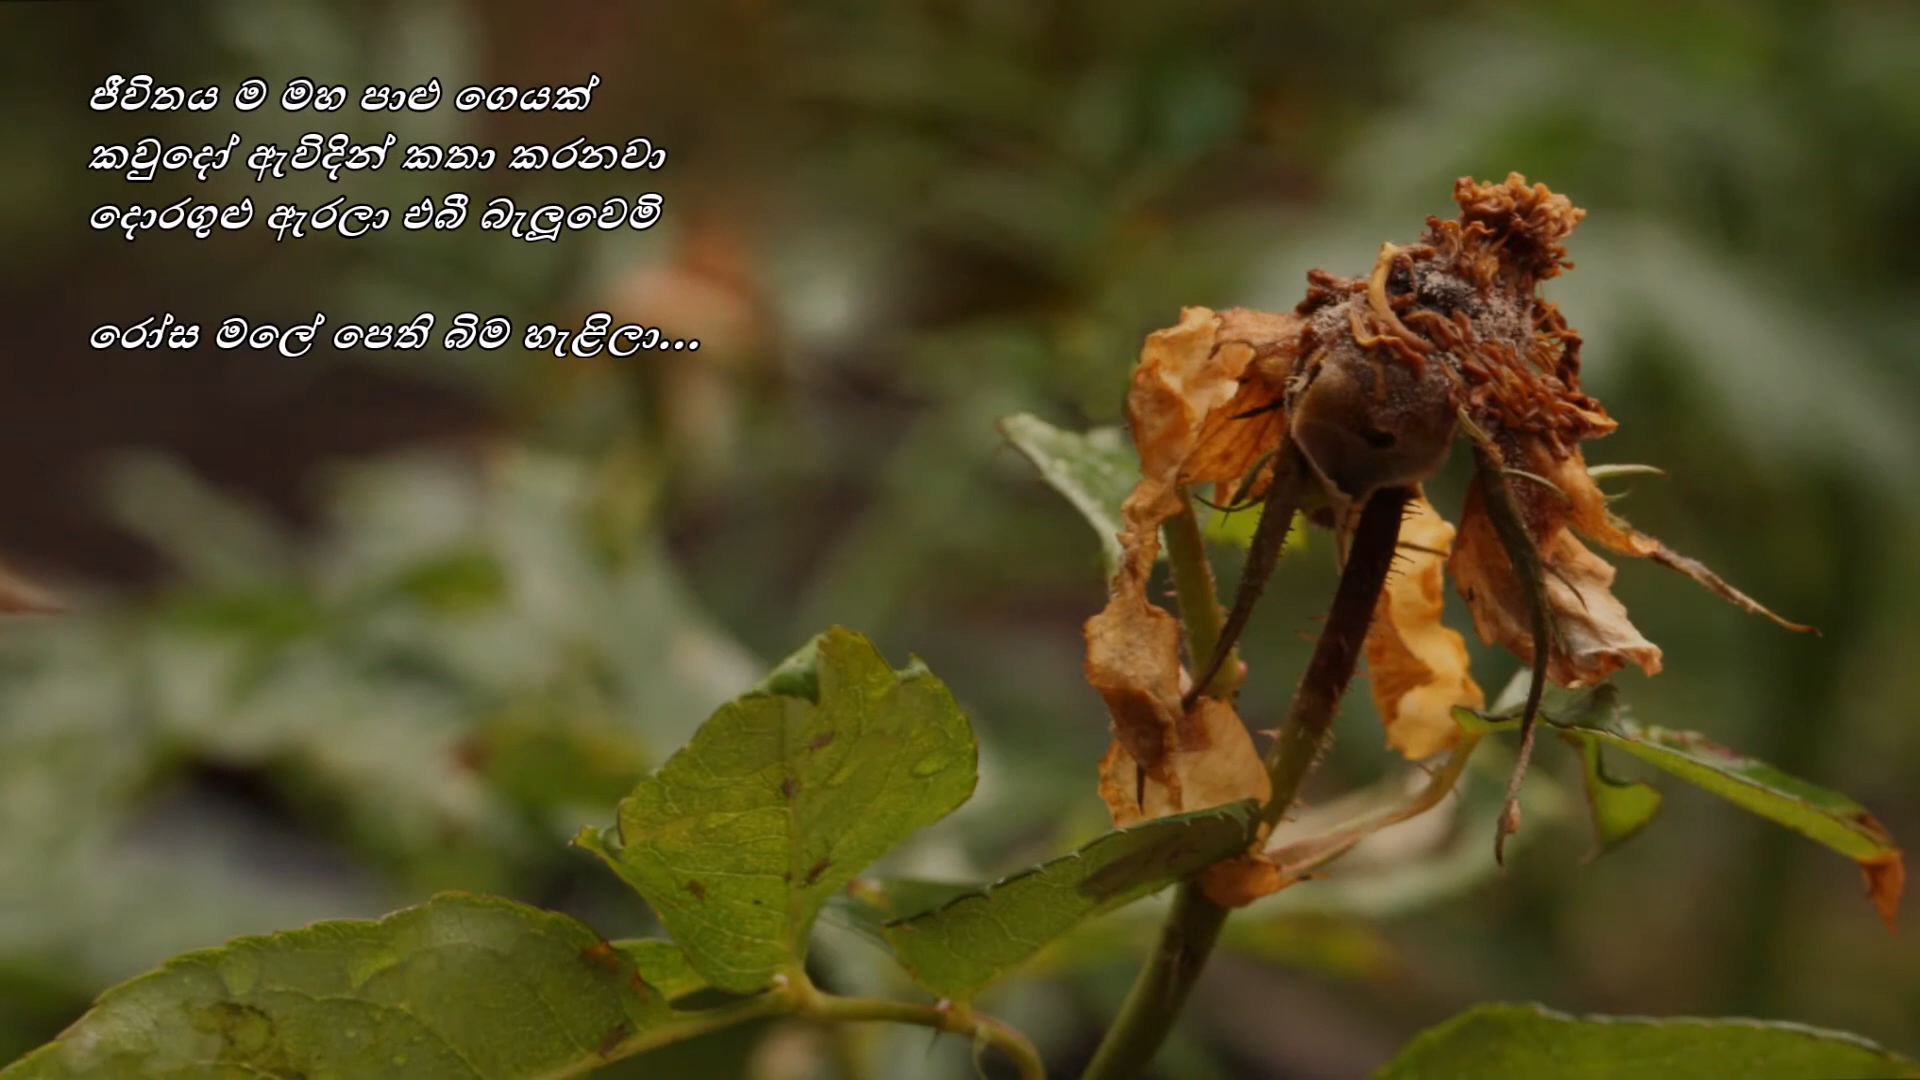 ජීවිතය ම මහ පාළු ගෙයක්
කවුදෝ ඇවිදින් කතා කරනවා
දොරගුළු ඇරලා එබී බැලුවෙමි
රෝස මලේ පෙති බිම හැළිලා...